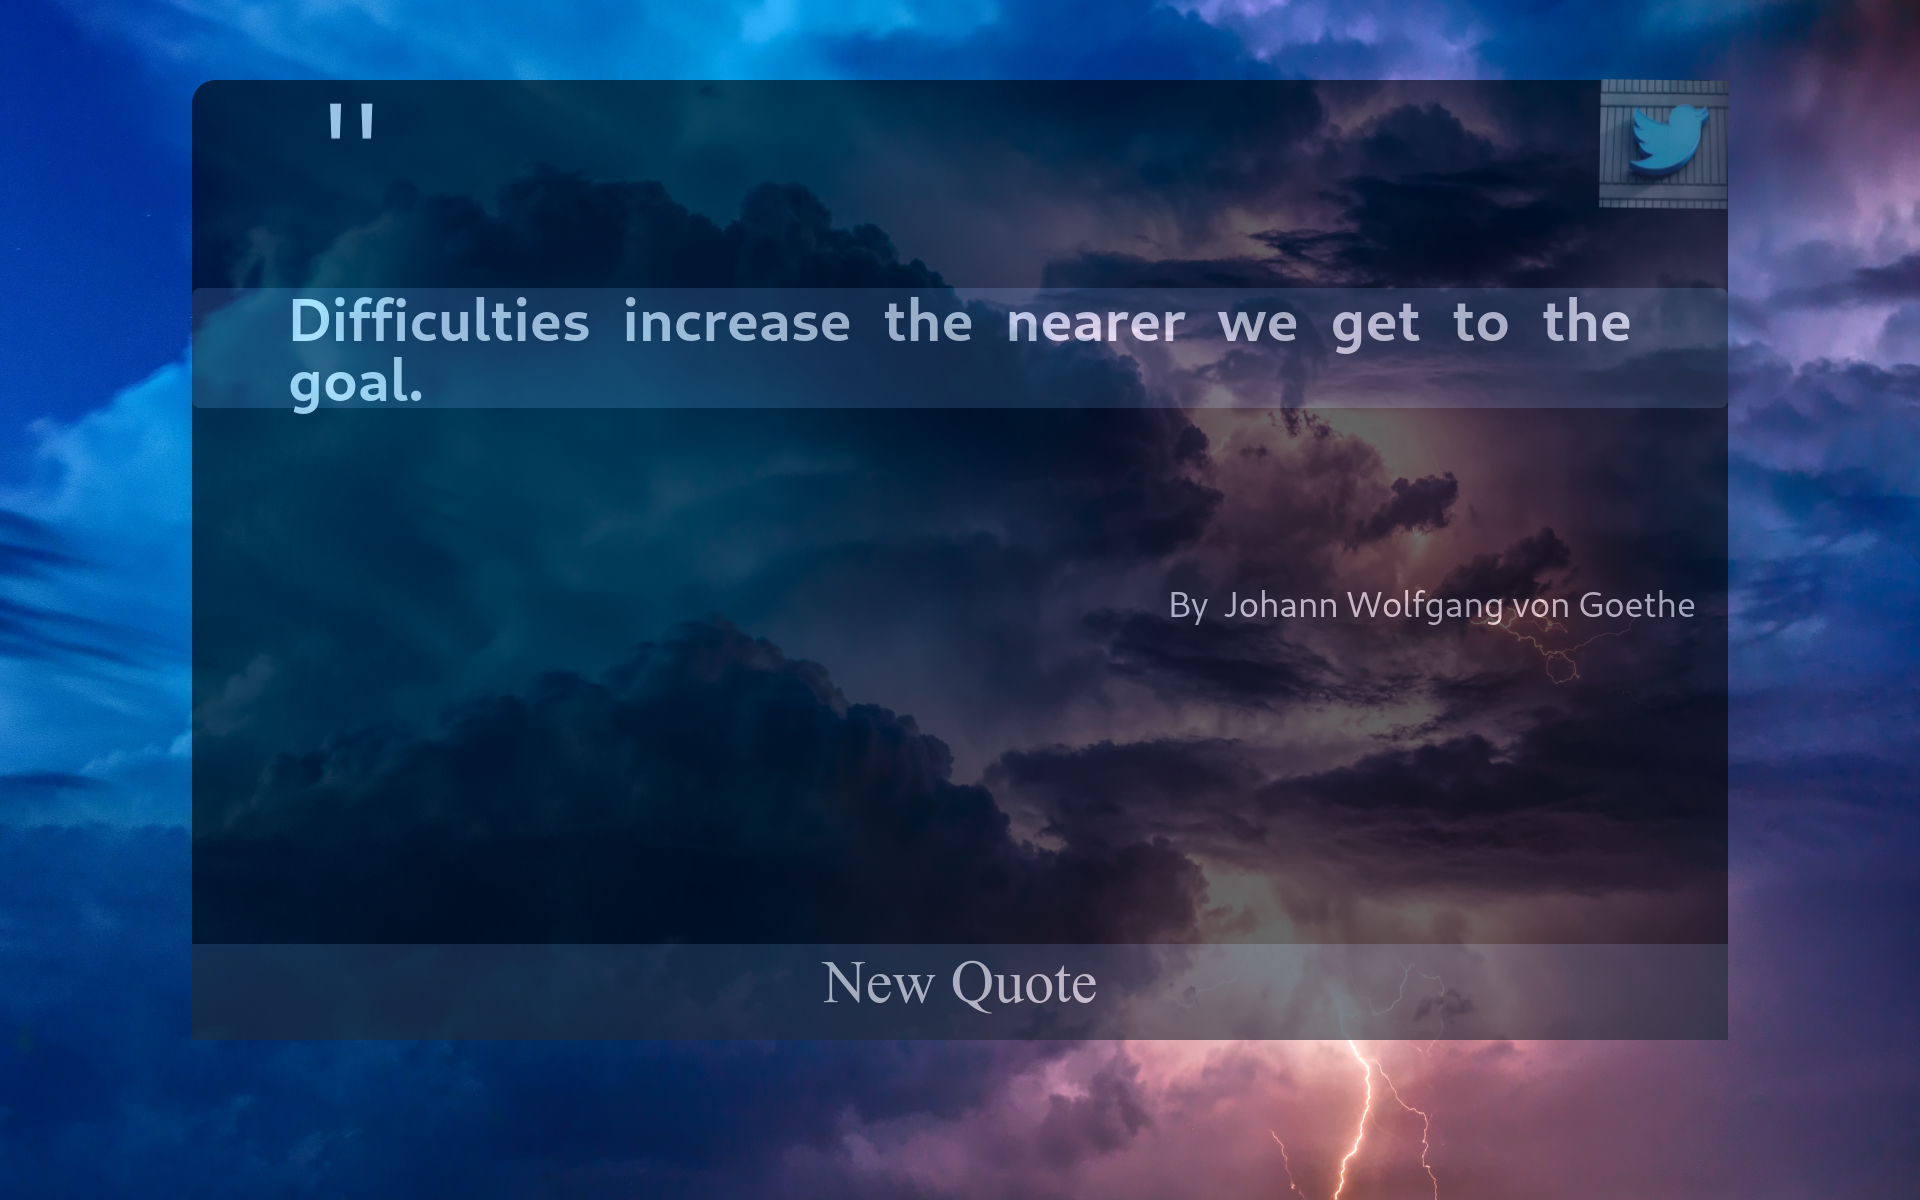 "
Difficulties increase the nearer we get to the
goal.
By Johann Wolfgang von Goethe
New Quote